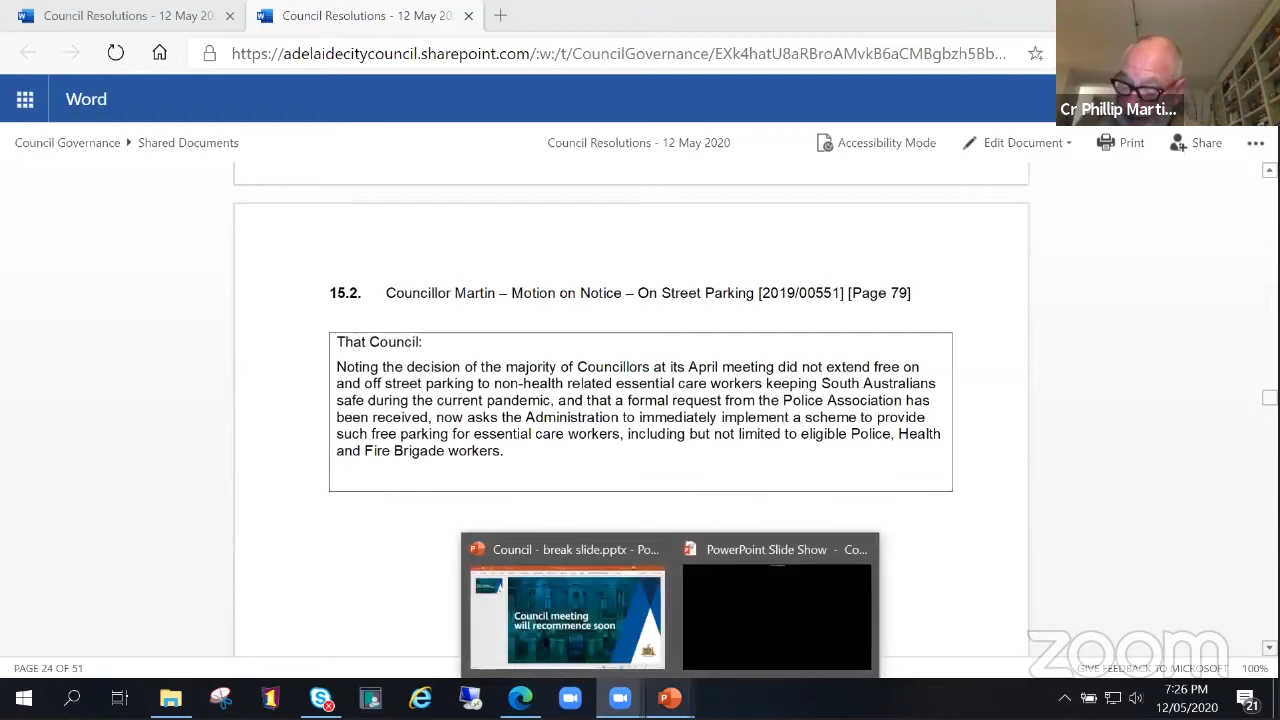 Council Resolutions - 12 May 202
Council Resolutions - 12 May 202
https://adelaidecitycouncil.sharepoint.com/:w:/t/CouncilGovernance/EXk4hatU8aRBroAMvkB6aCMBgbzh5Bb...
Cr Phillip Marti...
Word
Council Governance Shared Documents
Council Resolutions - 12 May 2020
Accessibility Mode
Edit Document
Print
Share
15.2. Councillor Martin – Motion on Notice – On Street Parking [2019/00551] [Page 79]
That Council:
Noting the decision of the majority of Councillors at its April meeting did not extend free on
and off street parking to non-health related essential care workers keeping South Australians
safe during the current pandemic, and that a formal request from the Police Association has
been received, now asks the Administration to immediately implement a scheme to provide
such free parking for essential care workers, including but not limited to eligible Police, Health
and Fire Brigade workers.
Council - break slide.pptx - Po...
PowerPoint Slide Show - Co...
Council meeting
will recommence soon
zoom
PAGE 24 OF 51
GIVE FEEDBACK TO MICROSOFT
100%
7:26 PM
12/05/2020
21